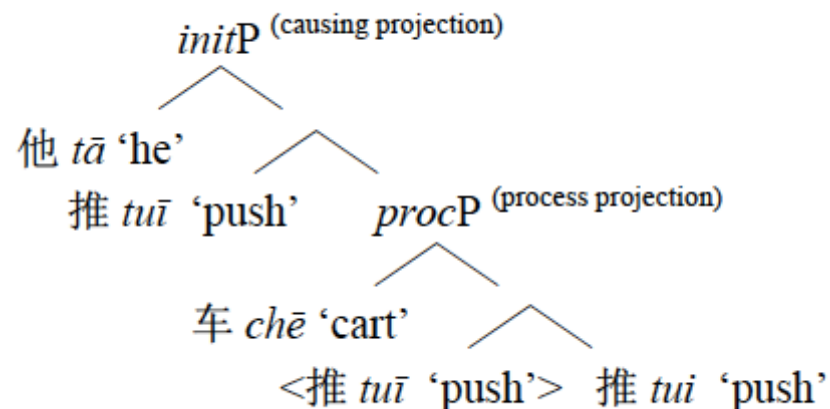 initP (causing projection)
他 tā ‘he’
推 tuī ‘push’ procP (process projection)
车 chē ‘cart’
<推 tuī ‘push’> 推 tui ‘push’